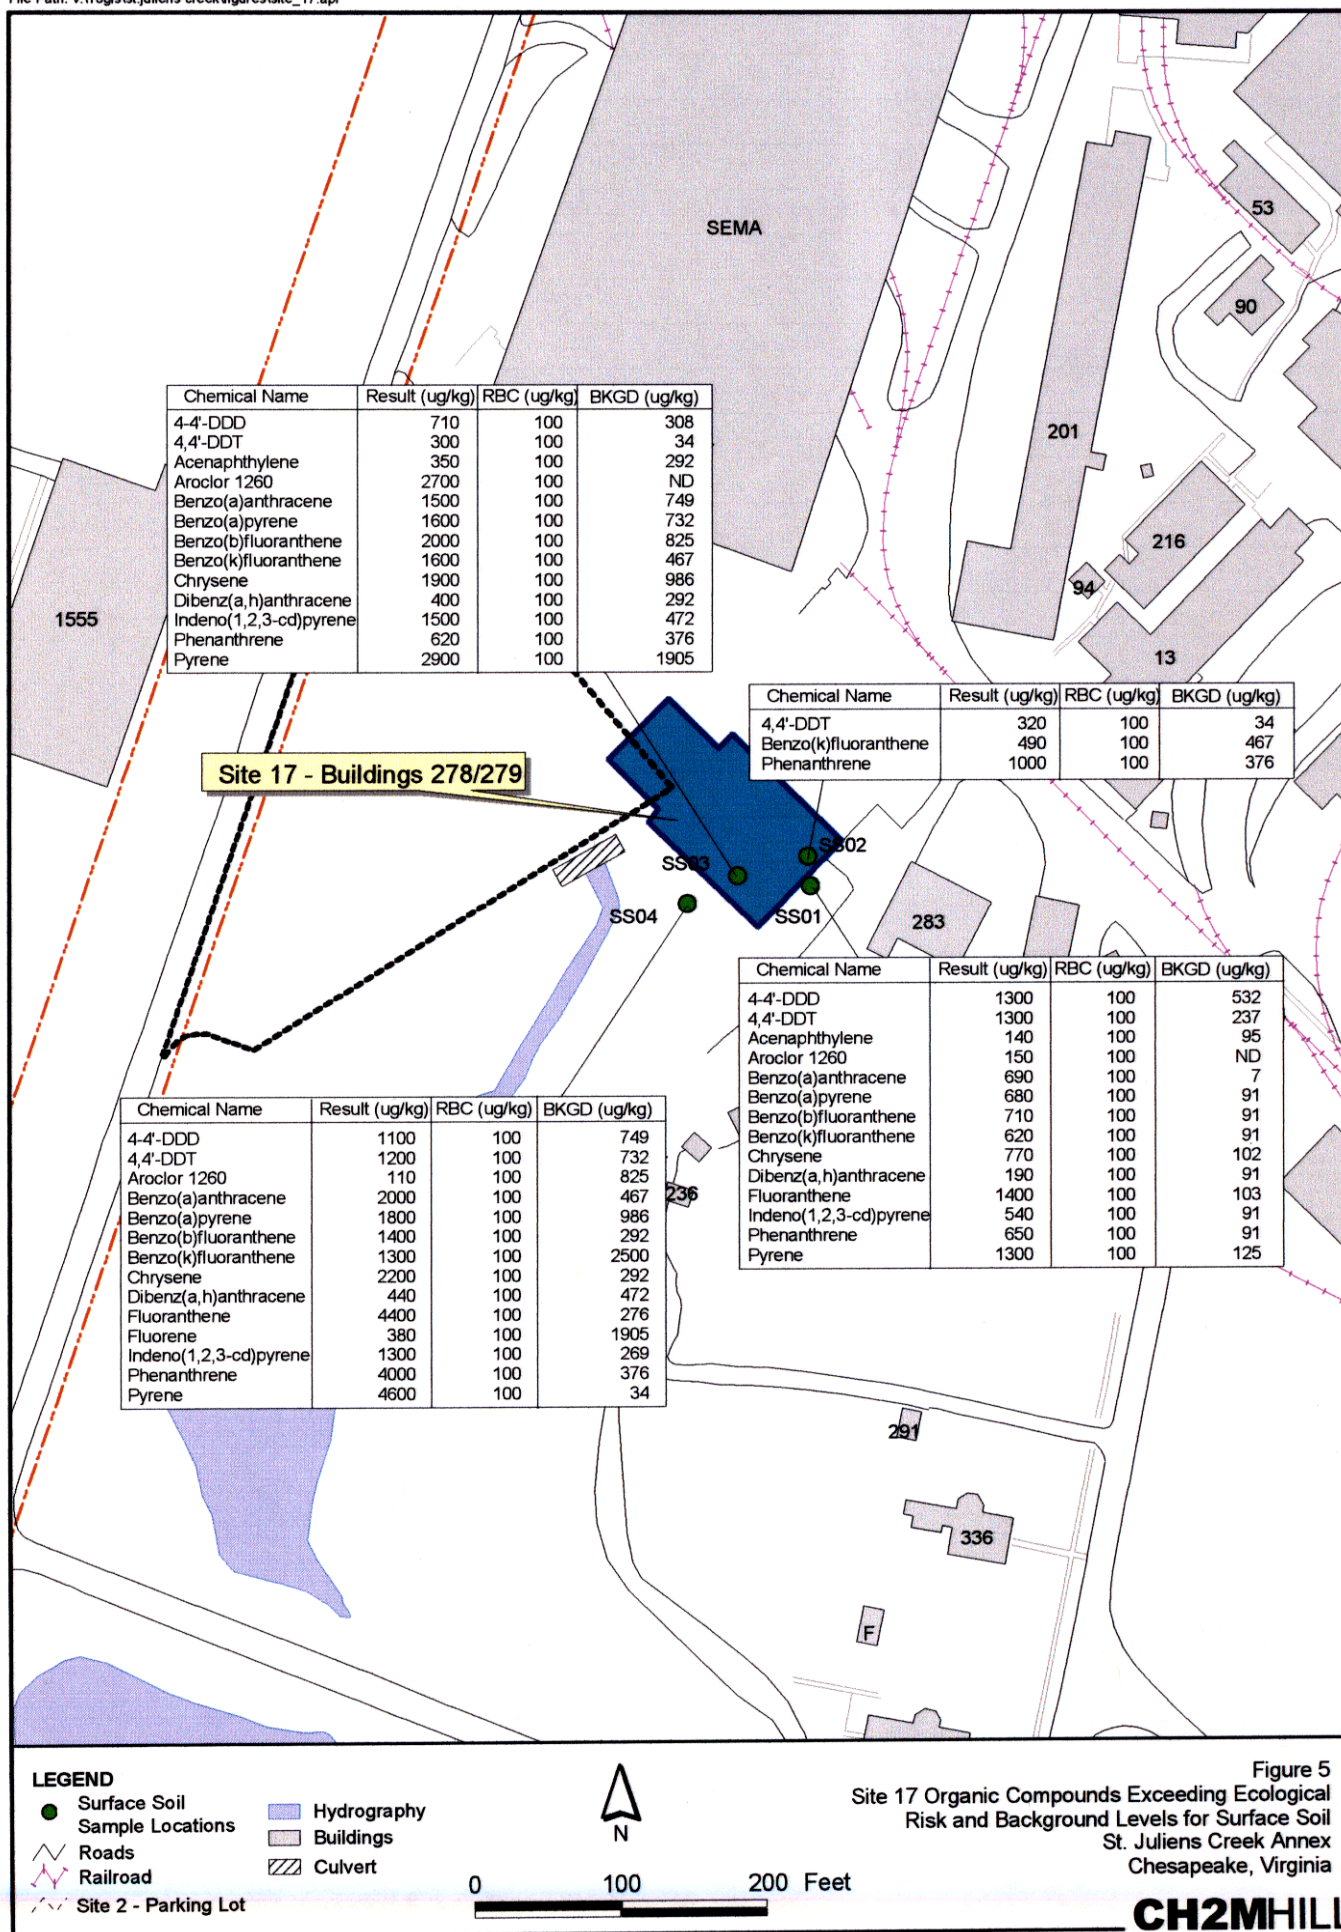 SEMA
53
90
201
216
94
13
1555
Chemical Name Result (ug/kg) RBC (ug/kg) BKGD (ug/kg)
4-4'-DDD 710 100 308
4,4'-DDT 300 100 34
Acenaphthylene 350 100 292
Aroclor 1260 2700 100 ND
Benzo(a)anthracene 1500 100 749
Benzo(a)pyrene 1600 100 732
Benzo(b)fluoranthene 2000 100 825
Benzo(k)fluoranthene 1600 100 467
Chrysene 1900 100 986
Dibenz(a,h)anthracene 400 100 292
Indeno(1,2,3-cd)pyrene 1500 100 472
Phenanthrene 620 100 376
Pyrene 2900 100 1905
Chemical Name Result (ug/kg) RBC (ug/kg) BKGD (ug/kg)
4,4'-DDT 320 100 34
Benzo(k)fluoranthene 490 100 467
Phenanthrene 1000 100 376
Site 17 - Buildings 278/279
SS02
SS03
SS04
SS01
283
Chemical Name Result (ug/kg) RBC (ug/kg) BKGD (ug/kg)
4-4'-DDD 1300 100 532
4,4'-DDT 1300 100 237
Acenaphthylene 140 100 95
Aroclor 1260 150 100 ND
Benzo(a)anthracene 690 100 7
Benzo(a)pyrene 680 100 91
Benzo(b)fluoranthene 710 100 91
Benzo(k)fluoranthene 620 100 91
Chrysene 770 100 102
Dibenz(a,h)anthracene 190 100 91
Fluoranthene 1400 100 103
Indeno(1,2,3-cd)pyrene 540 100 91
Phenanthrene 650 100 91
Pyrene 1300 100 125
Chemical Name Result (ug/kg) RBC (ug/kg) BKGD (ug/kg)
4-4'-DDD 1100 100 749
4,4'-DDT 1200 100 732
Aroclor 1260 110 100 825
Benzo(a)anthracene 2000 100 467
Benzo(a)pyrene 1800 100 986
Benzo(b)fluoranthene 1400 100 292
Benzo(k)fluoranthene 1300 100 2500
Chrysene 2200 100 292
Dibenz(a,h)anthracene 440 100 472
Fluoranthene 4400 100 276
Fluorene 380 100 1905
Indeno(1,2,3-cd)pyrene 1300 100 269
Phenanthrene 4000 100 376
Pyrene 4600 100 34
236
291
336
F
LEGEND
Surface Soil
Sample Locations
Roads
Railroad
Site 2 - Parking Lot
Hydrography
Buildings
Culvert
N
0 100 200 Feet
Figure 5
Site 17 Organic Compounds Exceeding Ecological
Risk and Background Levels for Surface Soil
St. Juliens Creek Annex
Chesapeake, Virginia
CH2MHILL